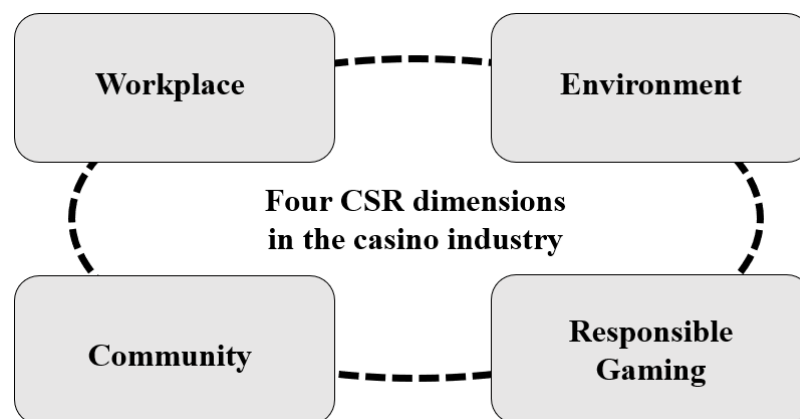 Workplace
Environment
Four CSR dimensions
in the casino industry
Community
Responsible
Gaming